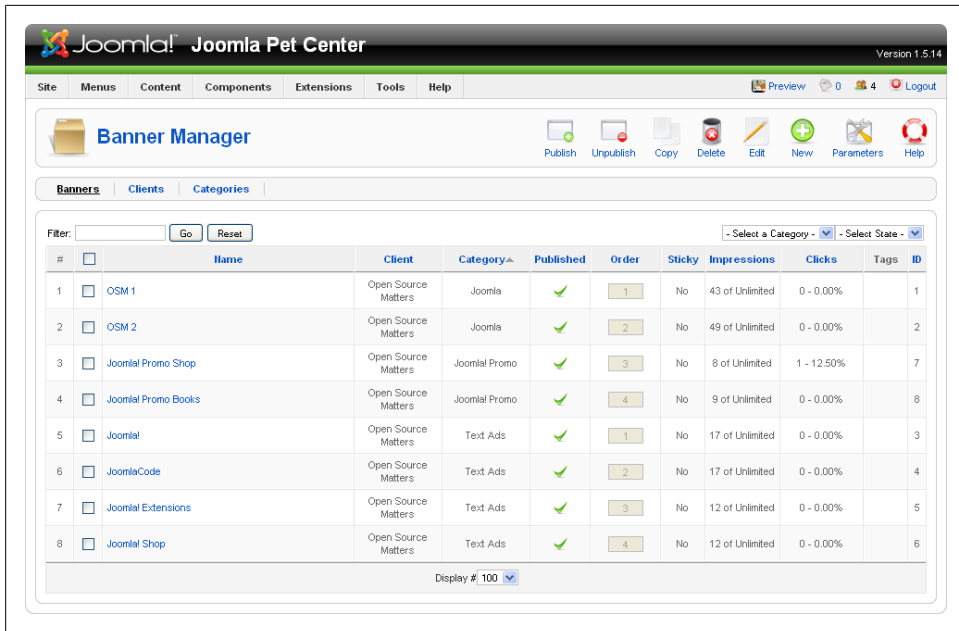 Joomla! Joomla Pet Center
Version 1.5.14
Site Menus Content Components Extensions Tools Help Preview 0 4 Logout
Banner Manager
Publish Unpublish Copy Delete Edit New Parameters Help
Banners Clients Categories
Filter: Go Reset - Select a Category - - Select State -
# Name Client Category Published Order Sticky Impressions Clicks Tags ID
1 OSM 1 Open Source Matters Joomla 1 No 43 of Unlimited 0 - 0.00% 1
2 OSM 2 Open Source Matters Joomla 2 No 49 of Unlimited 0 - 0.00% 2
3 Joomla! Promo Shop Open Source Matters Joomla! Promo 3 No 8 of Unlimited 1 - 12.50% 7
4 Joomla! Promo Books Open Source Matters Joomla! Promo 4 No 9 of Unlimited 0 - 0.00% 8
5 Joomla! Open Source Matters Text Ads 1 No 17 of Unlimited 0 - 0.00% 3
6 JoomlaCode Open Source Matters Text Ads 2 No 17 of Unlimited 0 - 0.00% 4
7 Joomla! Extensions Open Source Matters Text Ads 3 No 12 of Unlimited 0 - 0.00% 5
8 Joomla! Shop Open Source Matters Text Ads 4 No 12 of Unlimited 0 - 0.00% 6
Display # 100